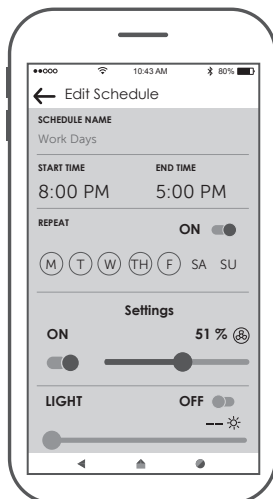 10:43 AM 80%
Edit Schedule
SCHEDULE NAME
Work Days
START TIME END TIME
8:00 PM 5:00 PM
REPEAT ON
M T W TH F SA SU
Settings
ON 51 %
LIGHT OFF
--